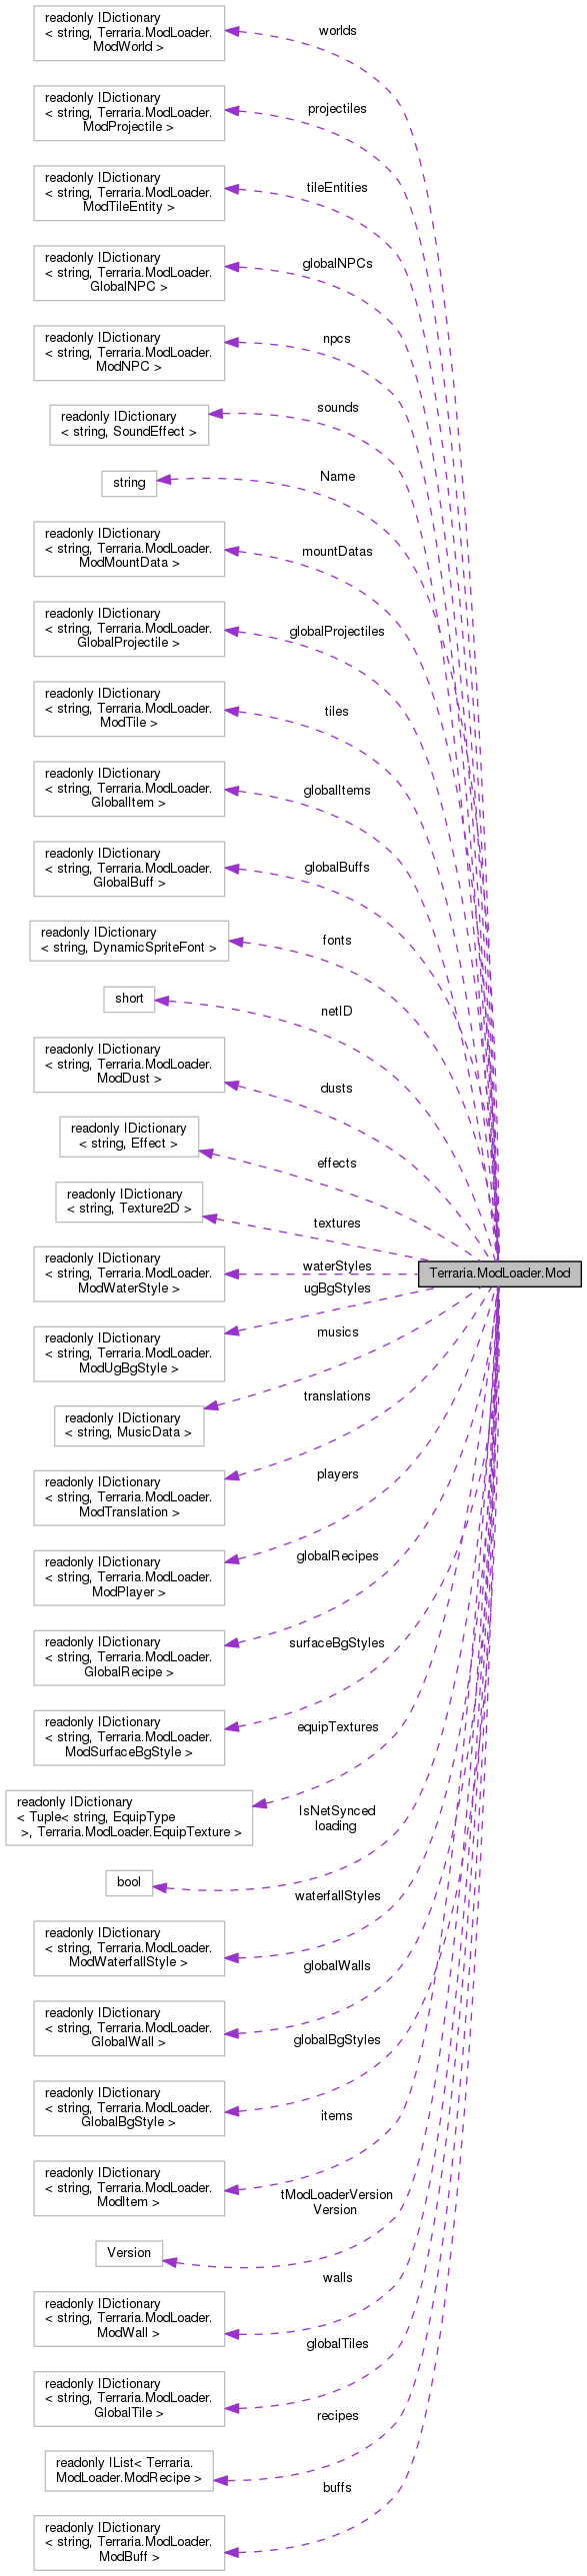 readonly IDictionary
< string, Terraria.ModLoader.
ModWorld >
worlds
readonly IDictionary
< string, Terraria.ModLoader.
ModProjectile >
projectiles
readonly IDictionary
< string, Terraria.ModLoader.
ModTileEntity >
tileEntities
readonly IDictionary
< string, Terraria.ModLoader.
GlobalNPC >
globalNPCs
readonly IDictionary
< string, Terraria.ModLoader.
ModNPC >
npcs
readonly IDictionary
< string, SoundEffect >
sounds
string
Name
readonly IDictionary
< string, Terraria.ModLoader.
ModMountData >
mountDatas
readonly IDictionary
< string, Terraria.ModLoader.
GlobalProjectile >
globalProjectiles
readonly IDictionary
< string, Terraria.ModLoader.
ModTile >
tiles
readonly IDictionary
< string, Terraria.ModLoader.
GlobalItem >
globalItems
readonly IDictionary
< string, Terraria.ModLoader.
GlobalBuff >
globalBuffs
readonly IDictionary
< string, DynamicSpriteFont >
fonts
short
netID
readonly IDictionary
< string, Terraria.ModLoader.
ModDust >
dusts
readonly IDictionary
< string, Effect >
effects
readonly IDictionary
< string, Texture2D >
textures
readonly IDictionary
< string, Terraria.ModLoader.
ModWaterStyle >
waterStyles
Terraria.ModLoader.Mod
readonly IDictionary
< string, Terraria.ModLoader.
ModUgBgStyle >
ugBgStyles
readonly IDictionary
< string, MusicData >
musics
readonly IDictionary
< string, Terraria.ModLoader.
ModTranslation >
translations
readonly IDictionary
< string, Terraria.ModLoader.
ModPlayer >
players
readonly IDictionary
< string, Terraria.ModLoader.
GlobalRecipe >
globalRecipes
readonly IDictionary
< string, Terraria.ModLoader.
ModSurfaceBgStyle >
surfaceBgStyles
readonly IDictionary
< Tuple< string, EquipType
>, Terraria.ModLoader.EquipTexture >
equipTextures
bool
IsNetSynced
loading
readonly IDictionary
< string, Terraria.ModLoader.
ModWaterfallStyle >
waterfallStyles
readonly IDictionary
< string, Terraria.ModLoader.
GlobalWall >
globalWalls
readonly IDictionary
< string, Terraria.ModLoader.
GlobalBgStyle >
globalBgStyles
readonly IDictionary
< string, Terraria.ModLoader.
ModItem >
items
Version
tModLoaderVersion
Version
readonly IDictionary
< string, Terraria.ModLoader.
ModWall >
walls
readonly IDictionary
< string, Terraria.ModLoader.
GlobalTile >
globalTiles
readonly IList< Terraria.
ModLoader.ModRecipe >
recipes
readonly IDictionary
< string, Terraria.ModLoader.
ModBuff >
buffs